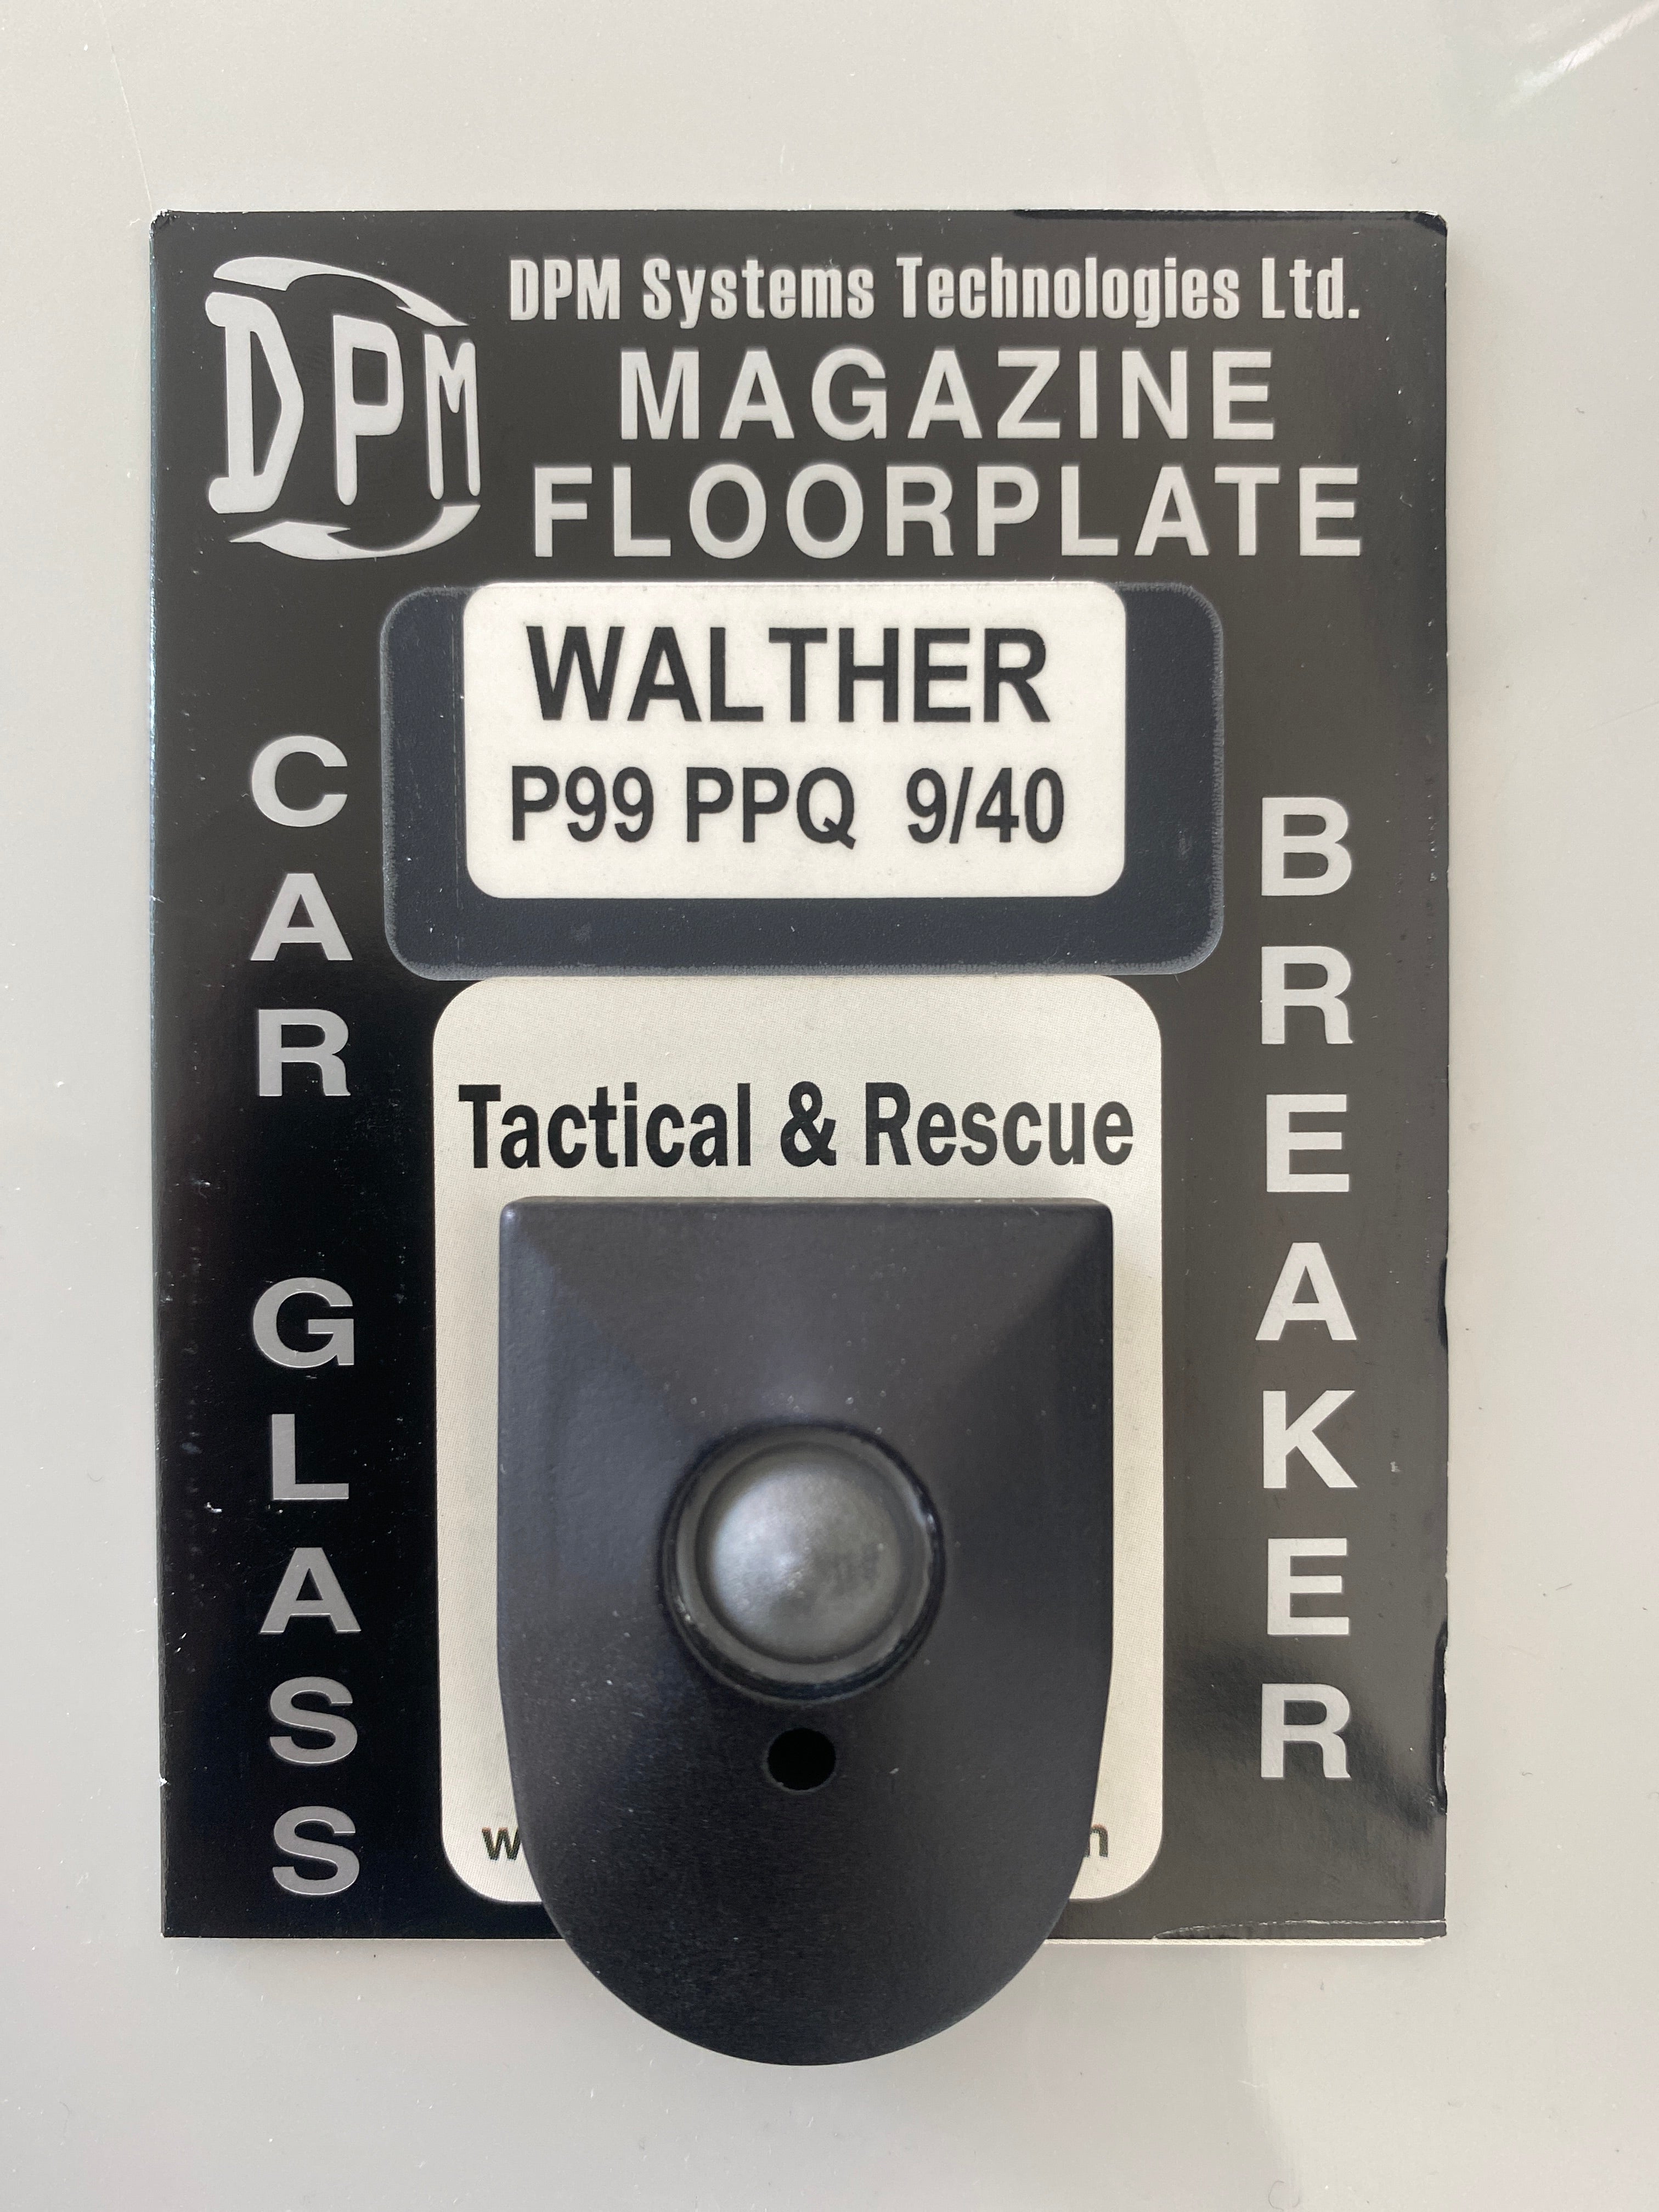 DPM
DPM Systems Technologies Ltd.
MAGAZINE
FLOORPLATE
WALTHER
P99 PPQ 9/40
CAR GLASS
BREAKER
Tactical & Rescue